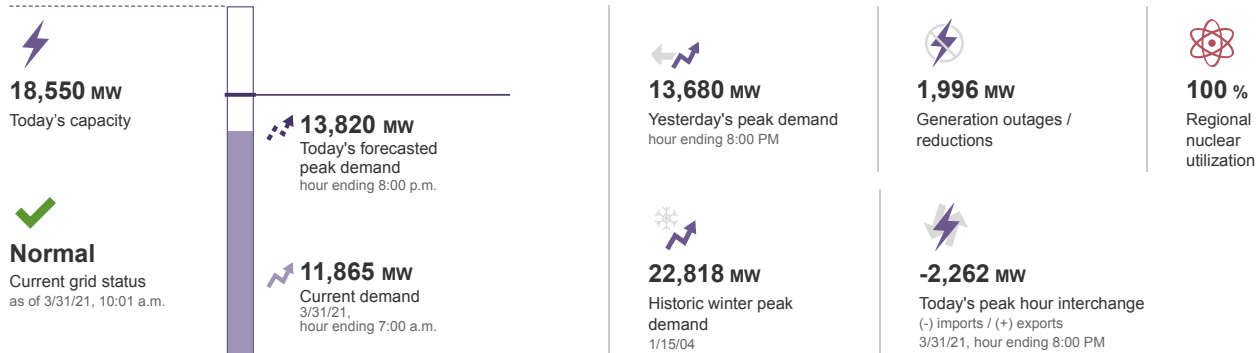 18,550 MW
Today's capacity
Normal
Current grid status
as of 3/31/21, 10:01 a.m.
13,820 MW
Today's forecasted
peak demand
hour ending 8:00 p.m.
11,865 MW
Current demand
3/31/21,
hour ending 7:00 a.m.
13,680 MW
Yesterday's peak demand
hour ending 8:00 PM
1,996 MW
Generation outages /
reductions
100 %
Regional
nuclear
utilization
22,818 MW
Historic winter peak
demand
1/15/04
-2,262 MW
Today's peak hour interchange
(-) imports / (+) exports
3/31/21, hour ending 8:00 PM